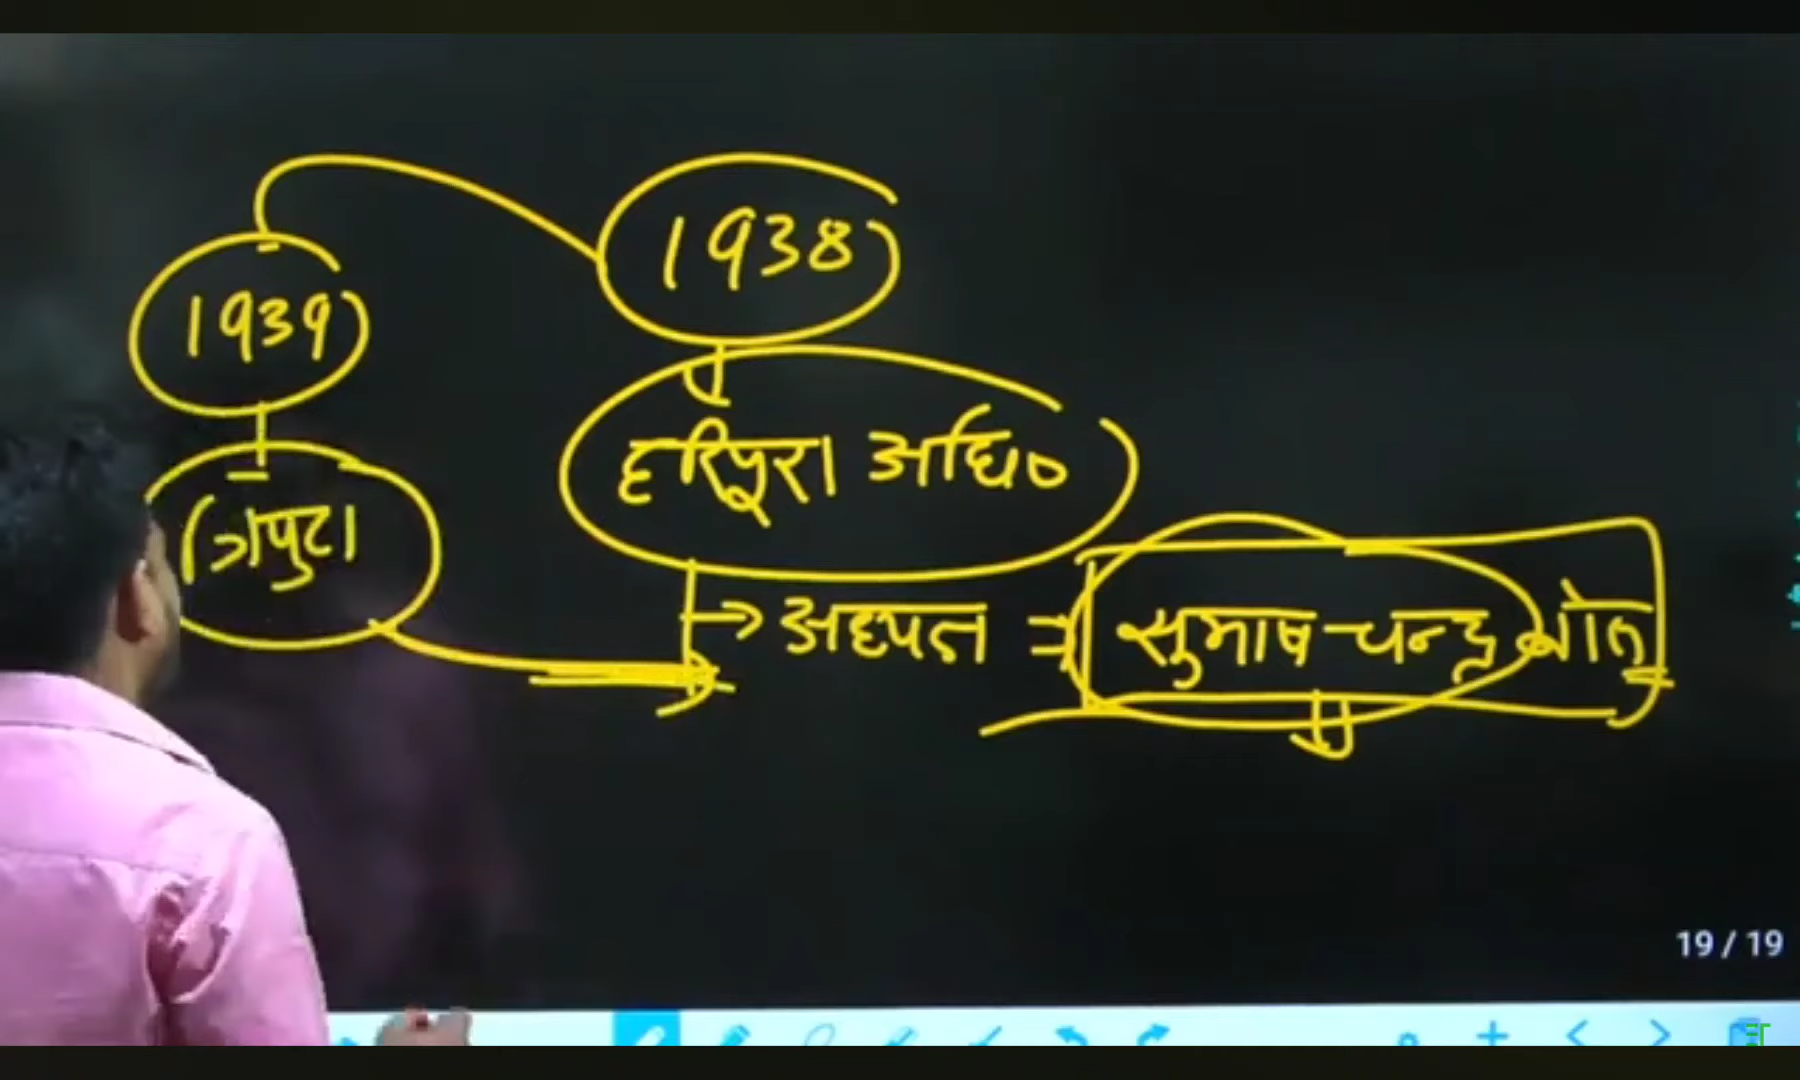 1938
1939
हरिपुरा अधि०
त्रिपुरा
→ अध्यक्ष ⇒ सुभाष चन्द्र बोस
19 / 19